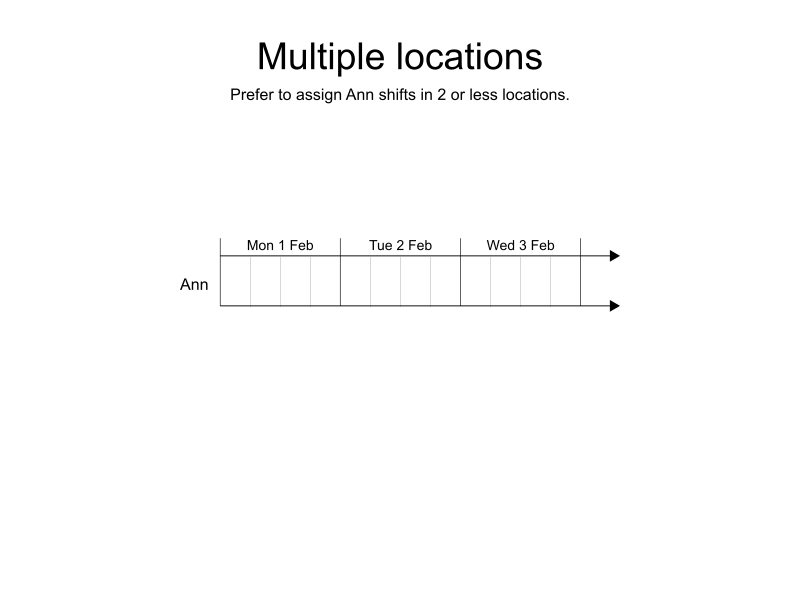 Multiple locations
Prefer to assign Ann shifts in 2 or less locations.
Mon 1 Feb Tue 2 Feb Wed 3 Feb
Ann